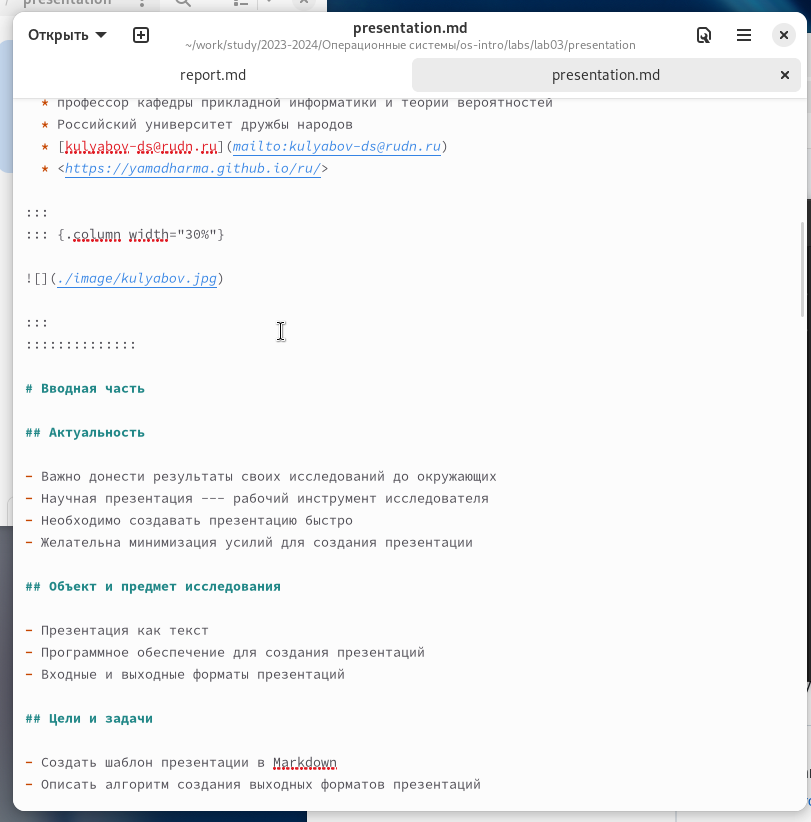 presentation
Открыть
presentation.md
~/work/study/2023-2024/Операционные системы/os-intro/labs/lab03/presentation
report.md
presentation.md
* профессор кафедры прикладной информатики и теории вероятностей
* Российский университет дружбы народов
* [kulyabov-ds@rudn.ru](mailto:kulyabov-ds@rudn.ru)
* <https://yamadharma.github.io/ru/>
:::
::: {.column width="30%"}
![](./image/kulyabov.jpg)
:::
::::::::::::::
# Вводная часть
## Актуальность
- Важно донести результаты своих исследований до окружающих
- Научная презентация --- рабочий инструмент исследователя
- Необходимо создавать презентацию быстро
- Желательна минимизация усилий для создания презентации
## Объект и предмет исследования
- Презентация как текст
- Программное обеспечение для создания презентаций
- Входные и выходные форматы презентаций
## Цели и задачи
- Создать шаблон презентации в Markdown
- Описать алгоритм создания выходных форматов презентаций